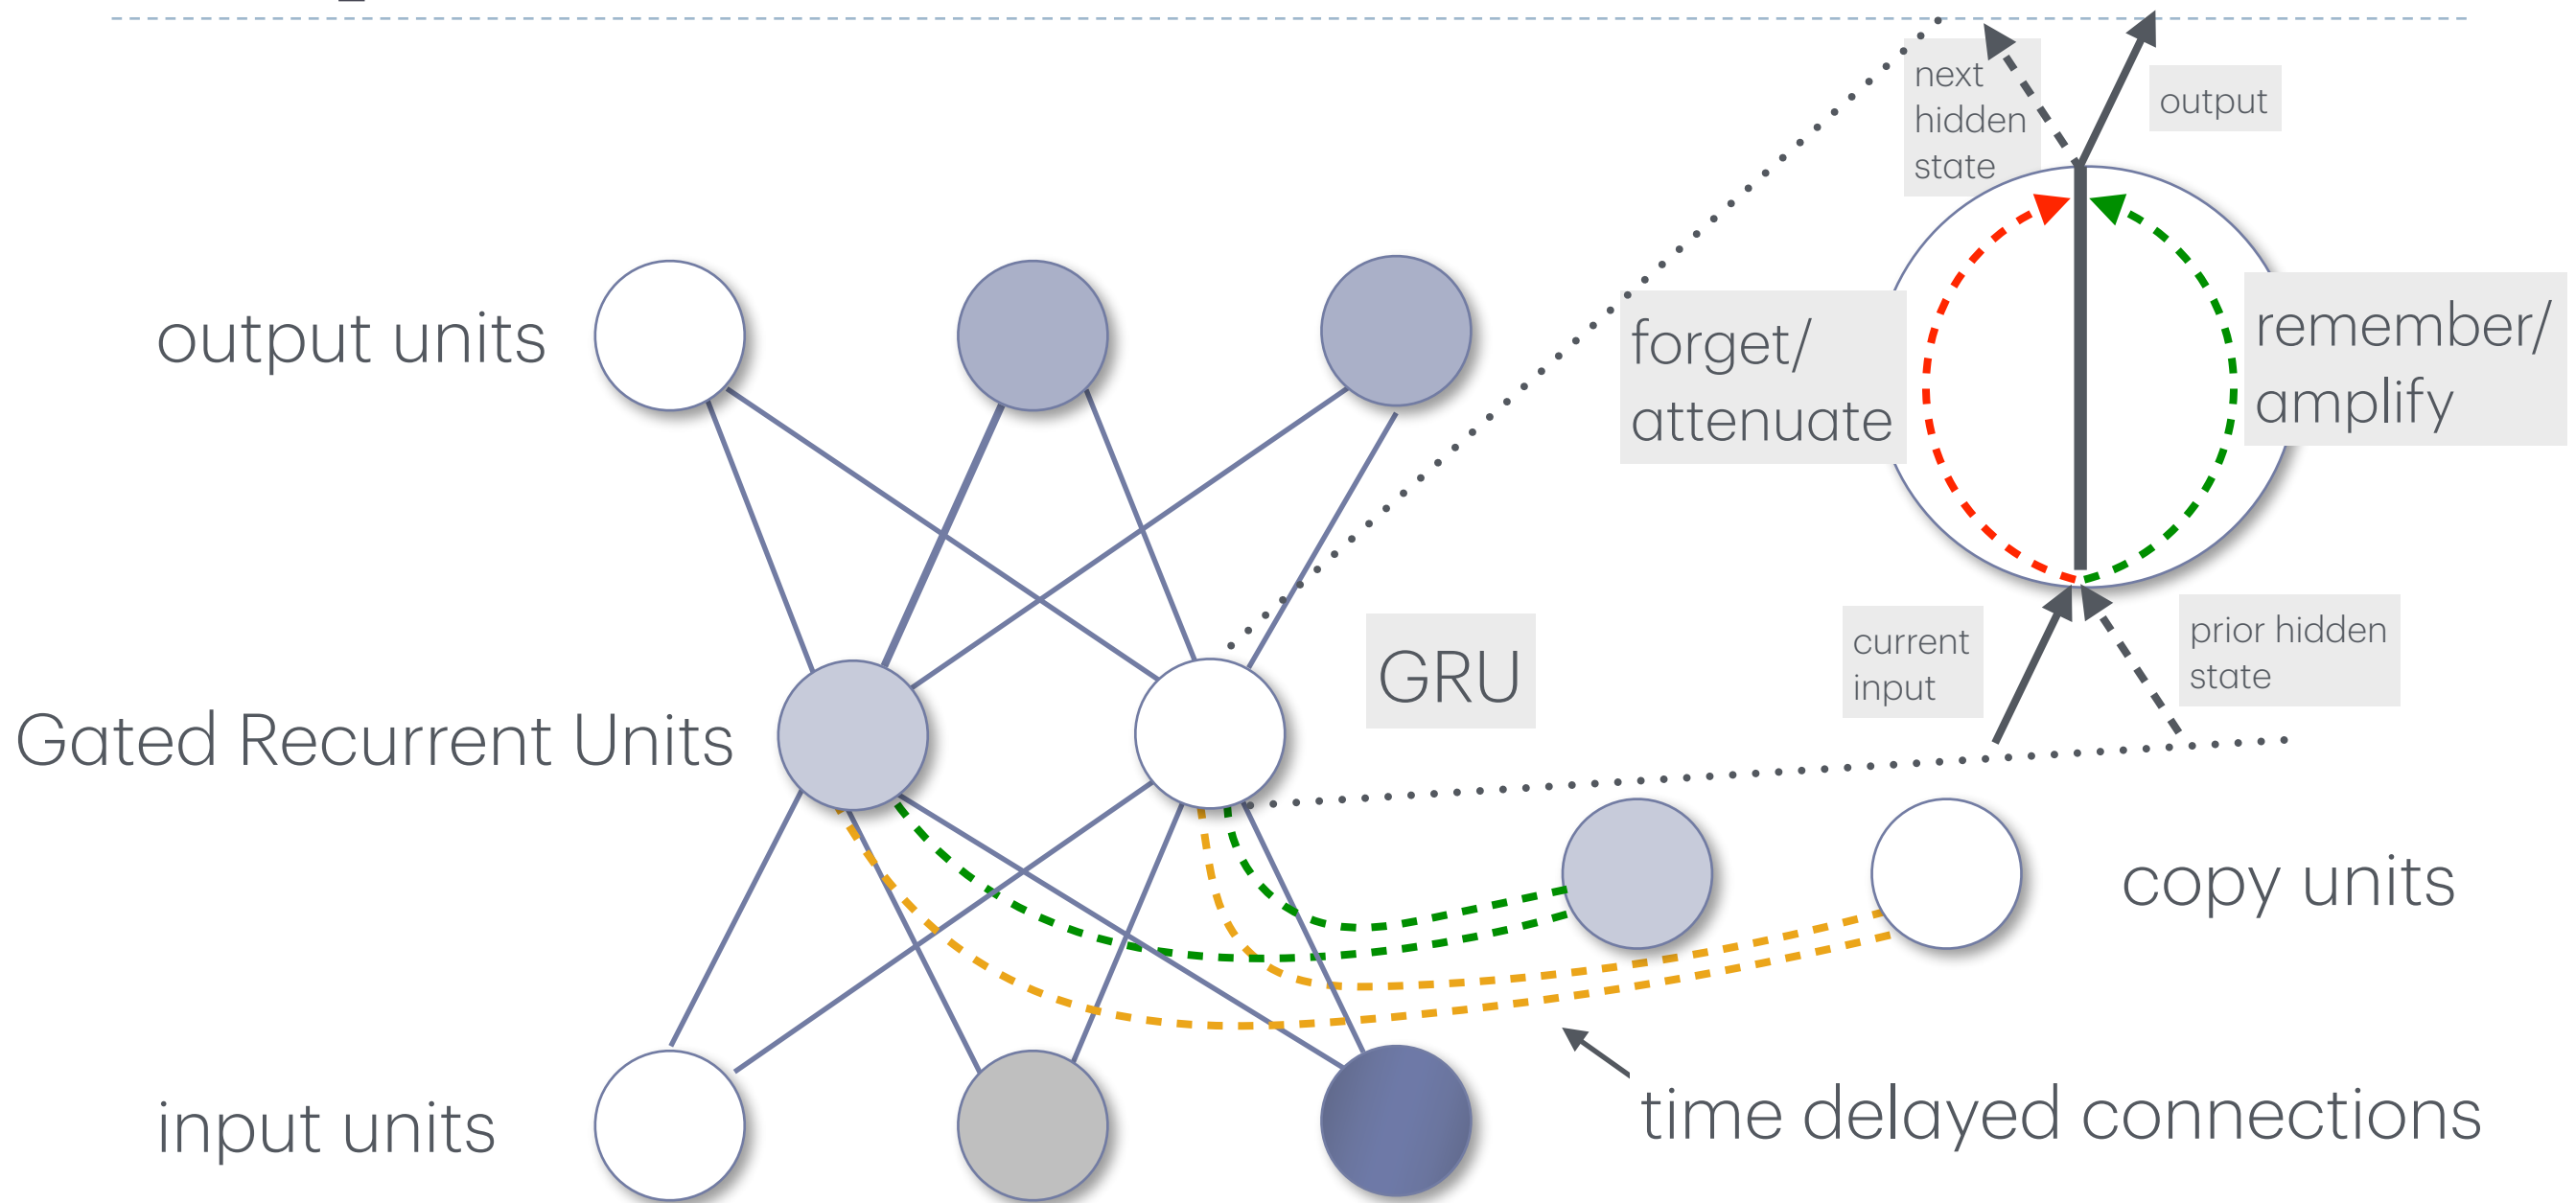 next
hidden
state
output
output units
forget/
attenuate
remember/
amplify
Gated Recurrent Units
GRU
current
input
prior hidden
state
copy units
input units
time delayed connections